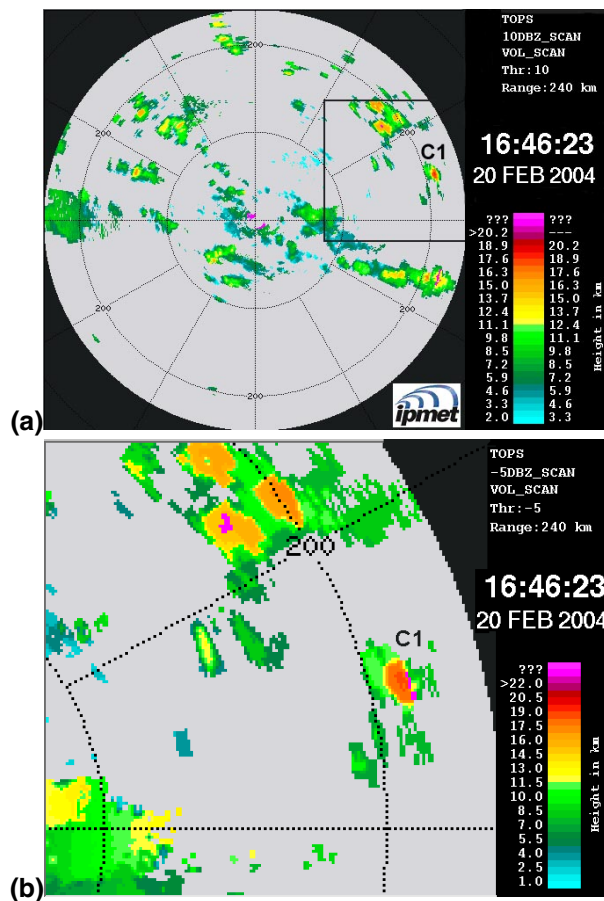 TOPS
10DBZ_SCAN
VOL_SCAN
Thr:10
Range:240 km
16:46:23
20 FEB 2004
200
200
200
200
200
200
C1
??? ???
>20.2 ---
18.9 20.2
17.6 18.9
16.3 17.6
15.0 16.3
13.7 15.0
12.4 13.7
11.1 12.4
9.8 11.1
8.5 9.8
7.2 8.5
5.9 7.2
4.6 5.9
3.3 4.6
2.0 3.3
Height in km
ipmet
(a)
TOPS
-5DBZ_SCAN
VOL_SCAN
Thr:-5
Range:240 km
16:46:23
20 FEB 2004
200
C1
???
>22.0
20.5
19.0
17.5
16.0
14.5
13.0
11.5
10.0
8.5
7.0
5.5
4.0
2.5
1.0
Height in km
(b)